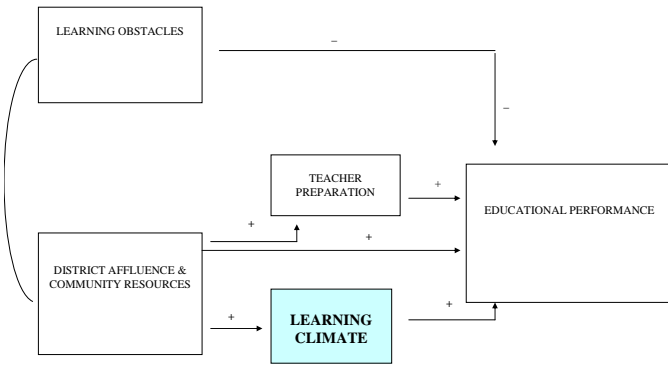 LEARNING OBSTACLES
–
–
TEACHER
PREPARATION
+
EDUCATIONAL PERFORMANCE
+
+
DISTRICT AFFLUENCE &
COMMUNITY RESOURCES
+
LEARNING
CLIMATE
+